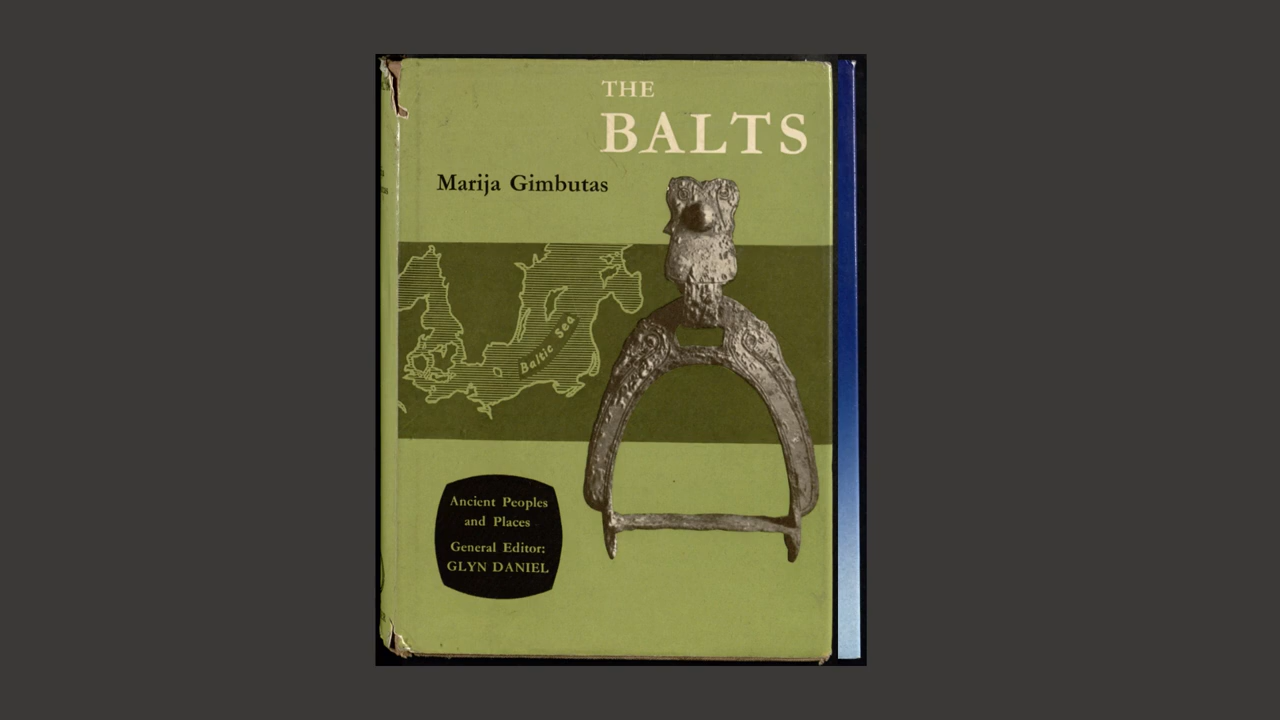 THE
BALTS
Marija Gimbutas
Baltic Sea
Ancient Peoples
and Places
General Editor:
GLYN DANIEL